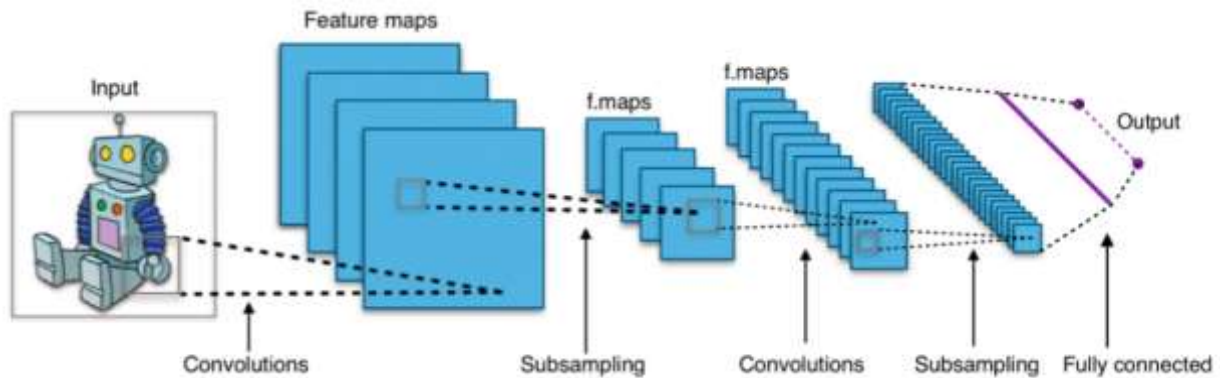 Feature maps
f.maps
Input
f.maps
Output
Convolutions
Subsampling
Convolutions
Subsampling
Fully connected